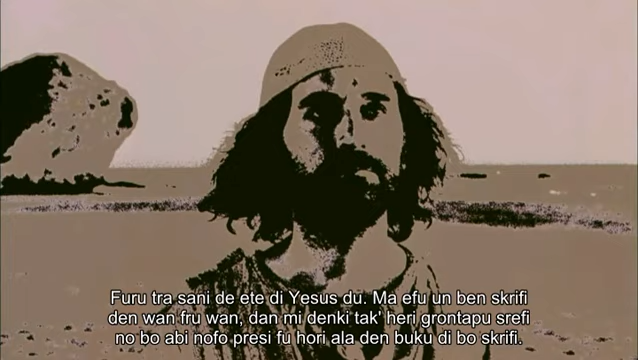 Furu tra sani de ete di Yesus du. Ma efu un ben skrifi
den wan fru wan, dan mi denki tak' heri grontapu srefi
no bo abi nofo presi fu hori ala den buku di bo skrifi.